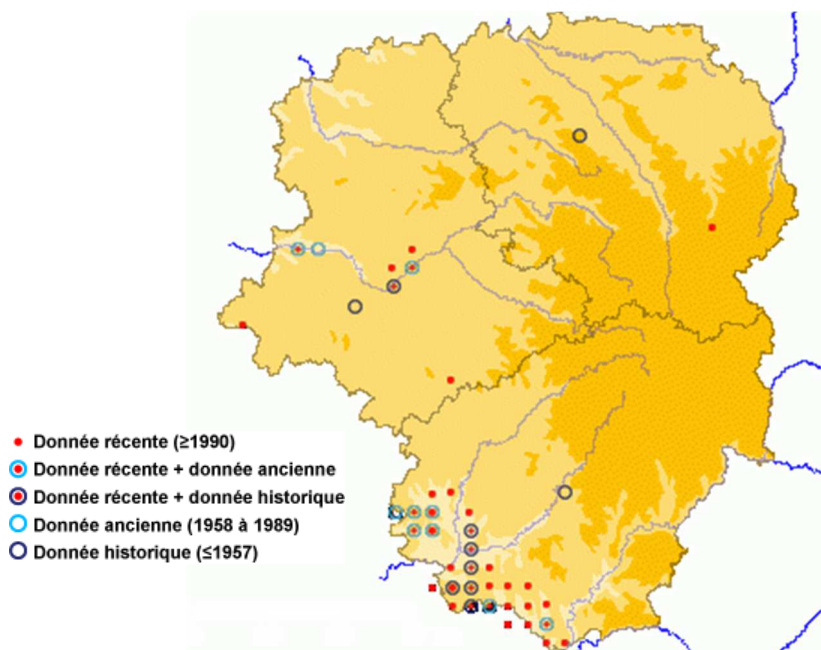 Donnée récente (≥1990)
Donnée récente + donnée ancienne
Donnée récente + donnée historique
Donnée ancienne (1958 à 1989)
Donnée historique (≤1957)